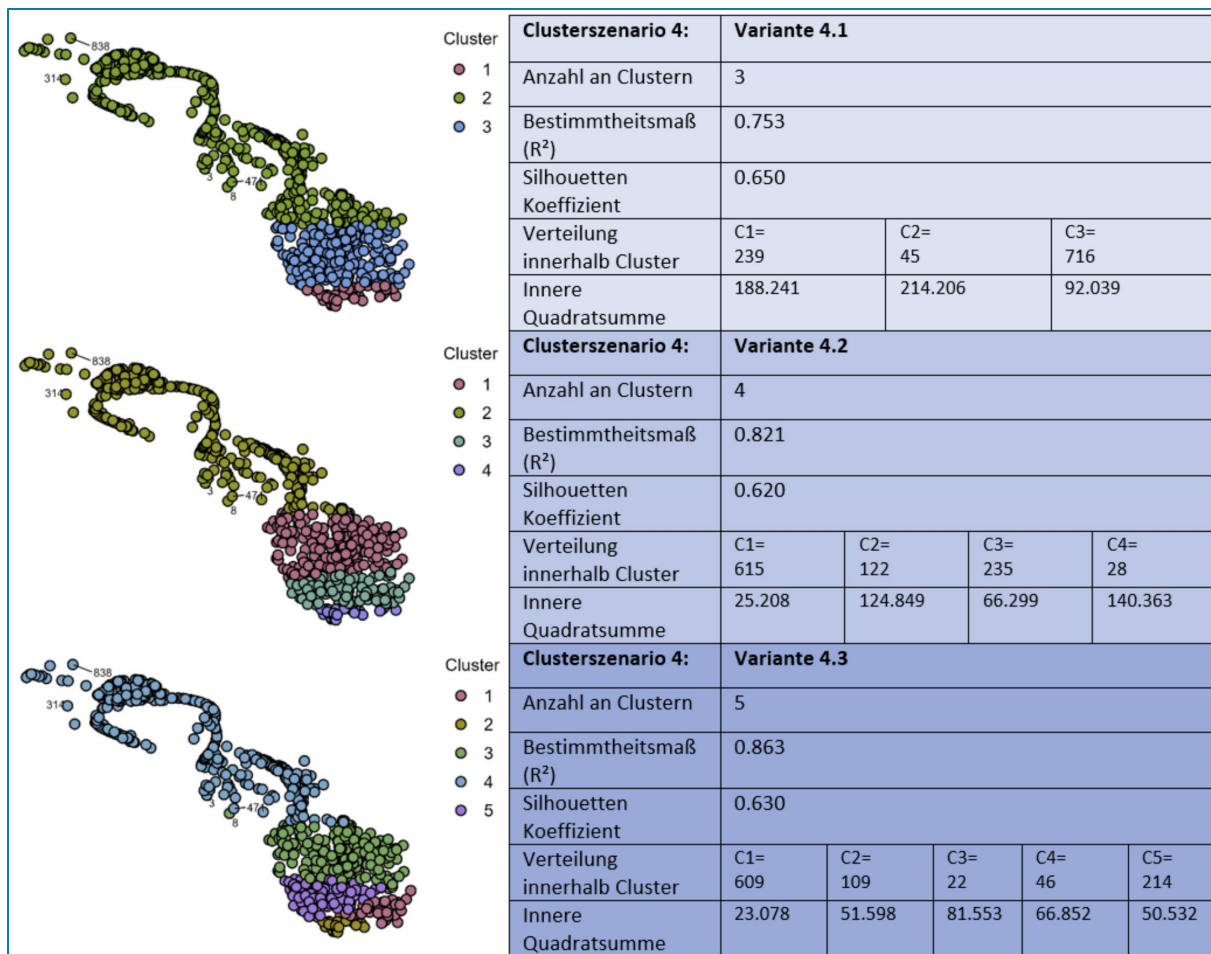 838
314
3
471
8
Cluster
1
2
3
Clusterszenario 4: Variante 4.1
Anzahl an Clustern 3
Bestimmtheitsmaß 0.753
(R²)
Silhouetten 0.650
Koeffizient
Verteilung C1= C2= C3=
innerhalb Cluster 239 45 716
Innere 188.241 214.206 92.039
Quadratsumme
838
314
3
471
8
Cluster
1
2
3
4
Clusterszenario 4: Variante 4.2
Anzahl an Clustern 4
Bestimmtheitsmaß 0.821
(R²)
Silhouetten 0.620
Koeffizient
Verteilung C1= C2= C3= C4=
innerhalb Cluster 615 122 235 28
Innere 25.208 124.849 66.299 140.363
Quadratsumme
838
314
3
471
8
Cluster
1
2
3
4
5
Clusterszenario 4: Variante 4.3
Anzahl an Clustern 5
Bestimmtheitsmaß 0.863
(R²)
Silhouetten 0.630
Koeffizient
Verteilung C1= C2= C3= C4= C5=
innerhalb Cluster 609 109 22 46 214
Innere 23.078 51.598 81.553 66.852 50.532
Quadratsumme